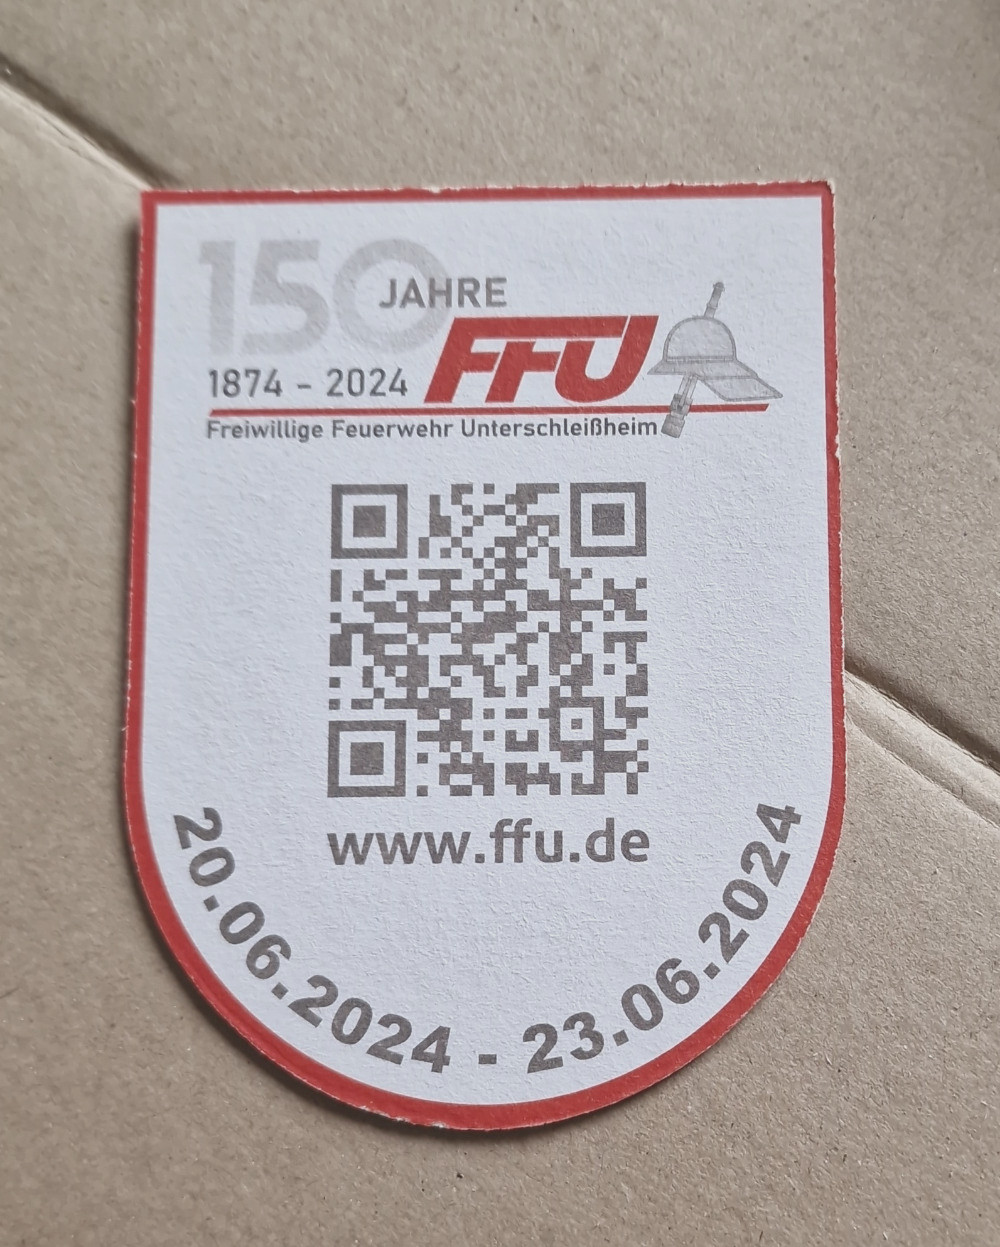 150 JAHRE
1874 - 2024 FFU
Freiwillige Feuerwehr Unterschleißheim
www.ffu.de
20.06.2024 - 23.06.2024